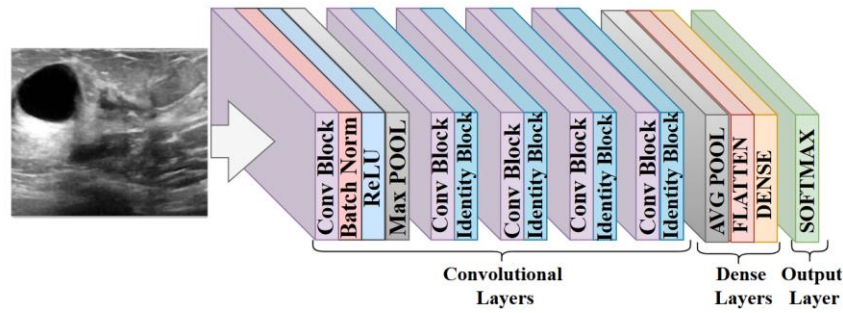 Conv Block
Batch Norm
ReLU
Max POOL
Conv Block
Identity Block
Conv Block
Identity Block
Conv Block
Identity Block
Conv Block
Identity Block
AVG POOL
FLATTEN
DENSE
SOFTMAX
Convolutional
Layers
Dense
Layers
Output
Layer